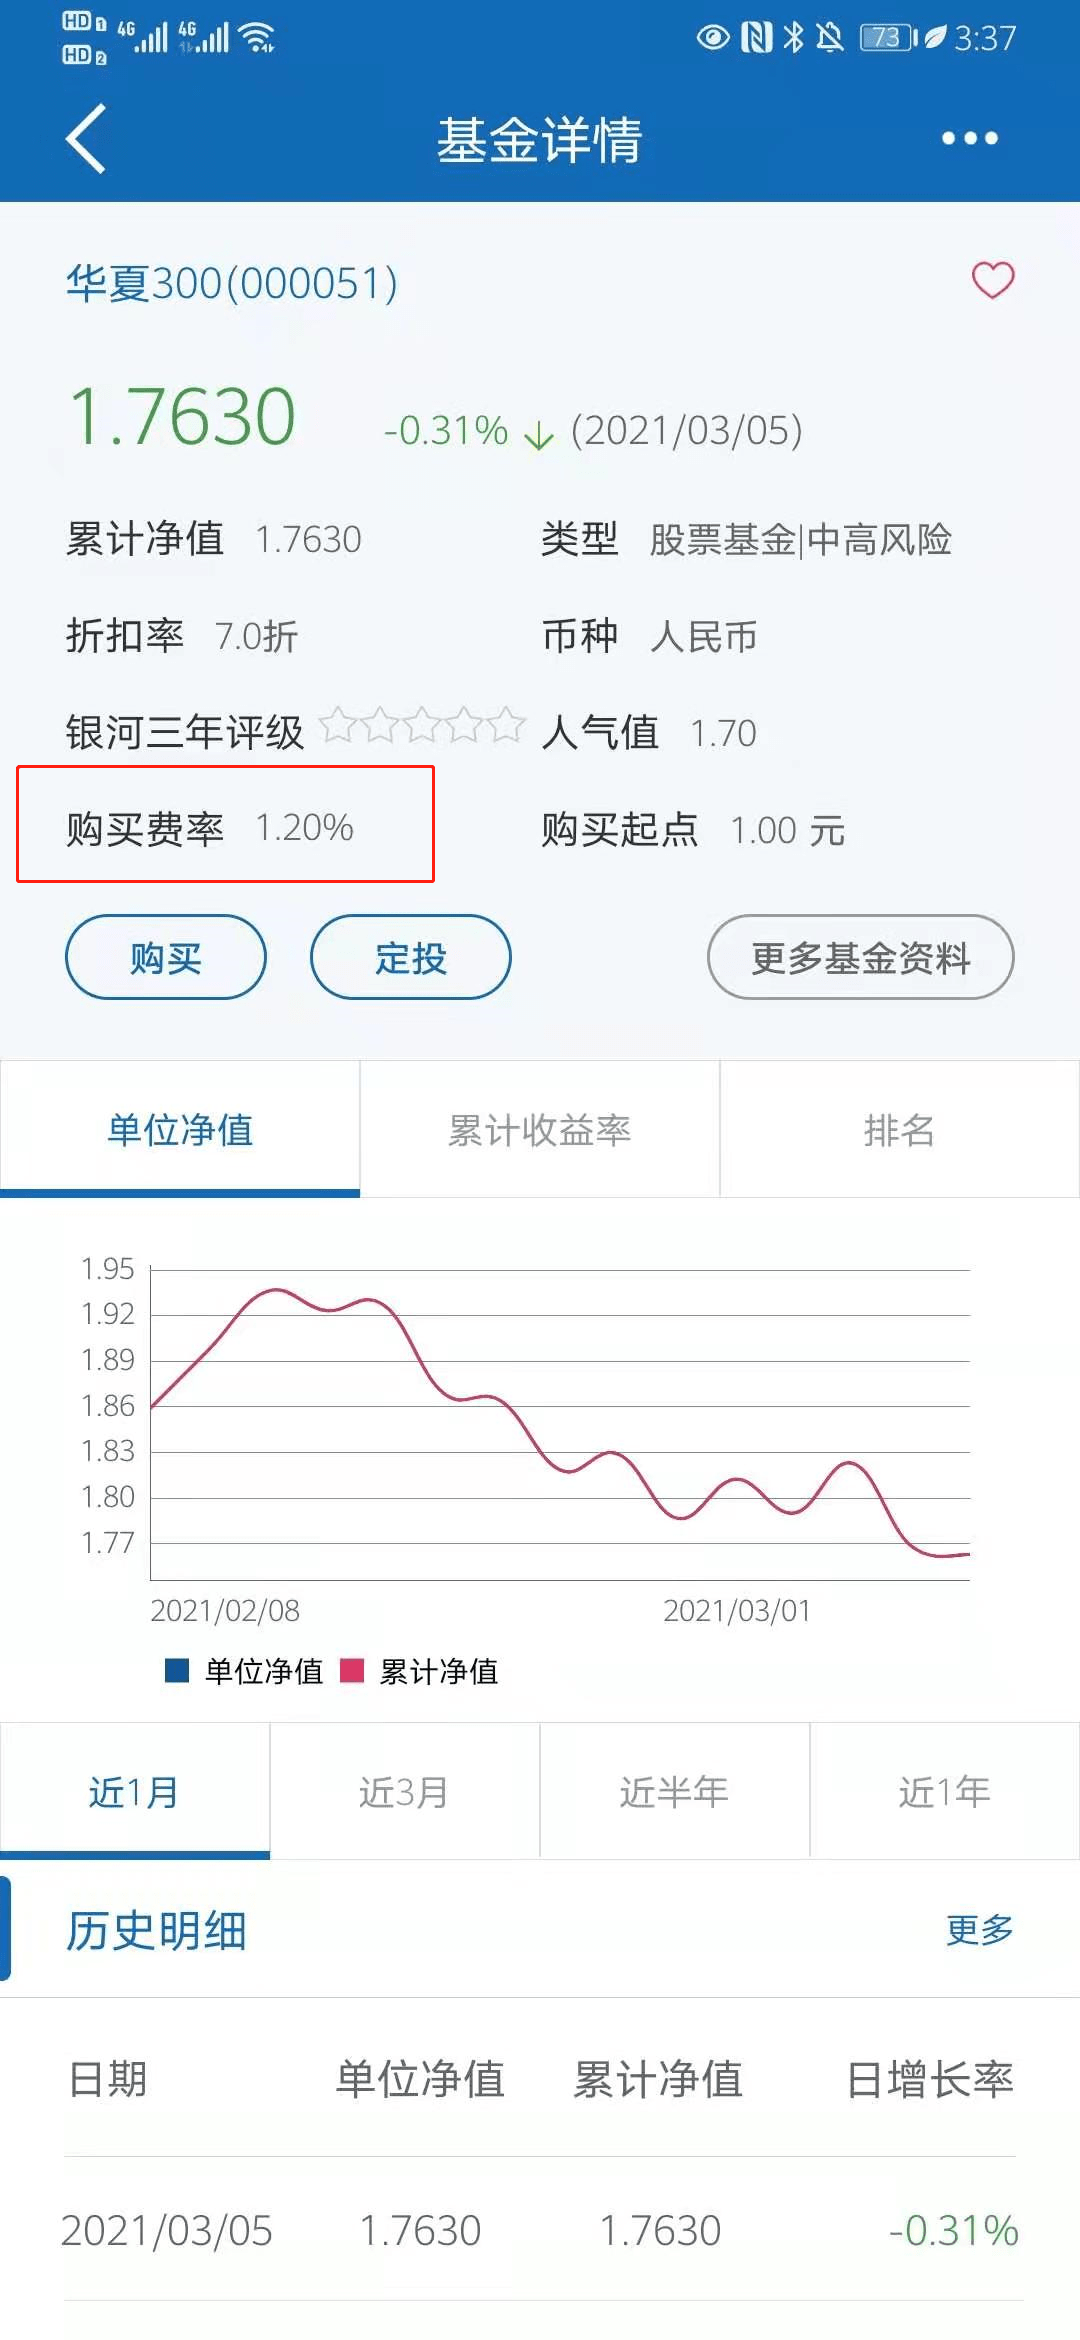 HD 1 4G 4G 73 3:37
HD 2
基金详情
华夏300(000051)
1.7630 -0.31% (2021/03/05)
累计净值 1.7630 类型 股票基金|中高风险
折扣率 7.0折 币种 人民币
银河三年评级 人气值 1.70
购买费率 1.20% 购买起点 1.00 元
购买 定投 更多基金资料
单位净值 累计收益率 排名
1.95
1.92
1.89
1.86
1.83
1.80
1.77
2021/02/08 2021/03/01
单位净值 累计净值
近1月 近3月 近半年 近1年
历史明细 更多
日期 单位净值 累计净值 日增长率
2021/03/05 1.7630 1.7630 -0.31%